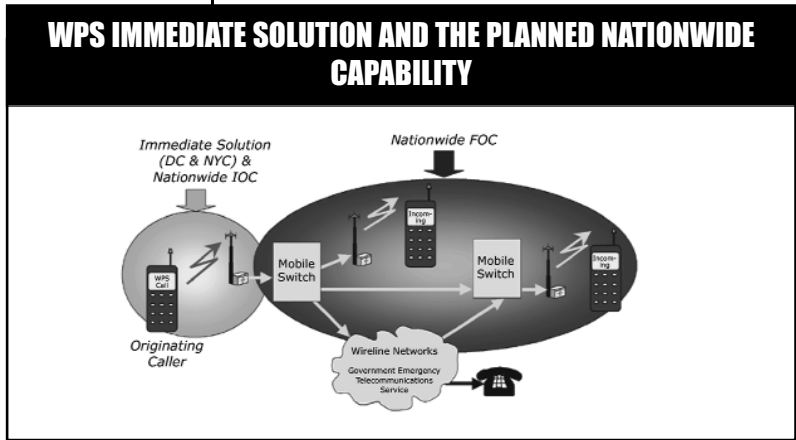 WPS IMMEDIATE SOLUTION AND THE PLANNED NATIONWIDE
CAPABILITY
Immediate Solution
(DC & NYC) &
Nationwide IOC
Nationwide FOC
WPS
Call
Originating
Caller
Mobile
Switch
Incom-
ing
Mobile
Switch
Incom-
ing
Wireline Networks
Government Emergency
Telecommunications
Service